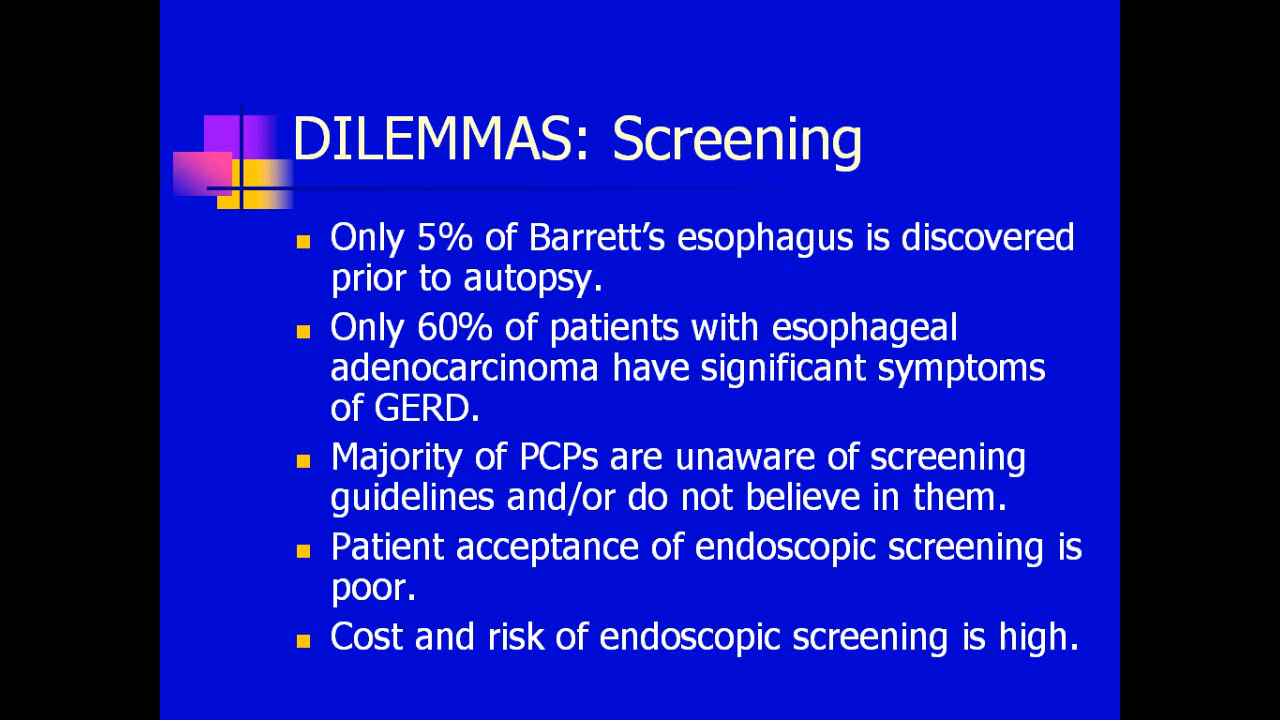 DILEMMAS: Screening
Only 5% of Barrett’s esophagus is discovered
prior to autopsy.
Only 60% of patients with esophageal
adenocarcinoma have significant symptoms
of GERD.
Majority of PCPs are unaware of screening
guidelines and/or do not believe in them.
Patient acceptance of endoscopic screening is
poor.
Cost and risk of endoscopic screening is high.